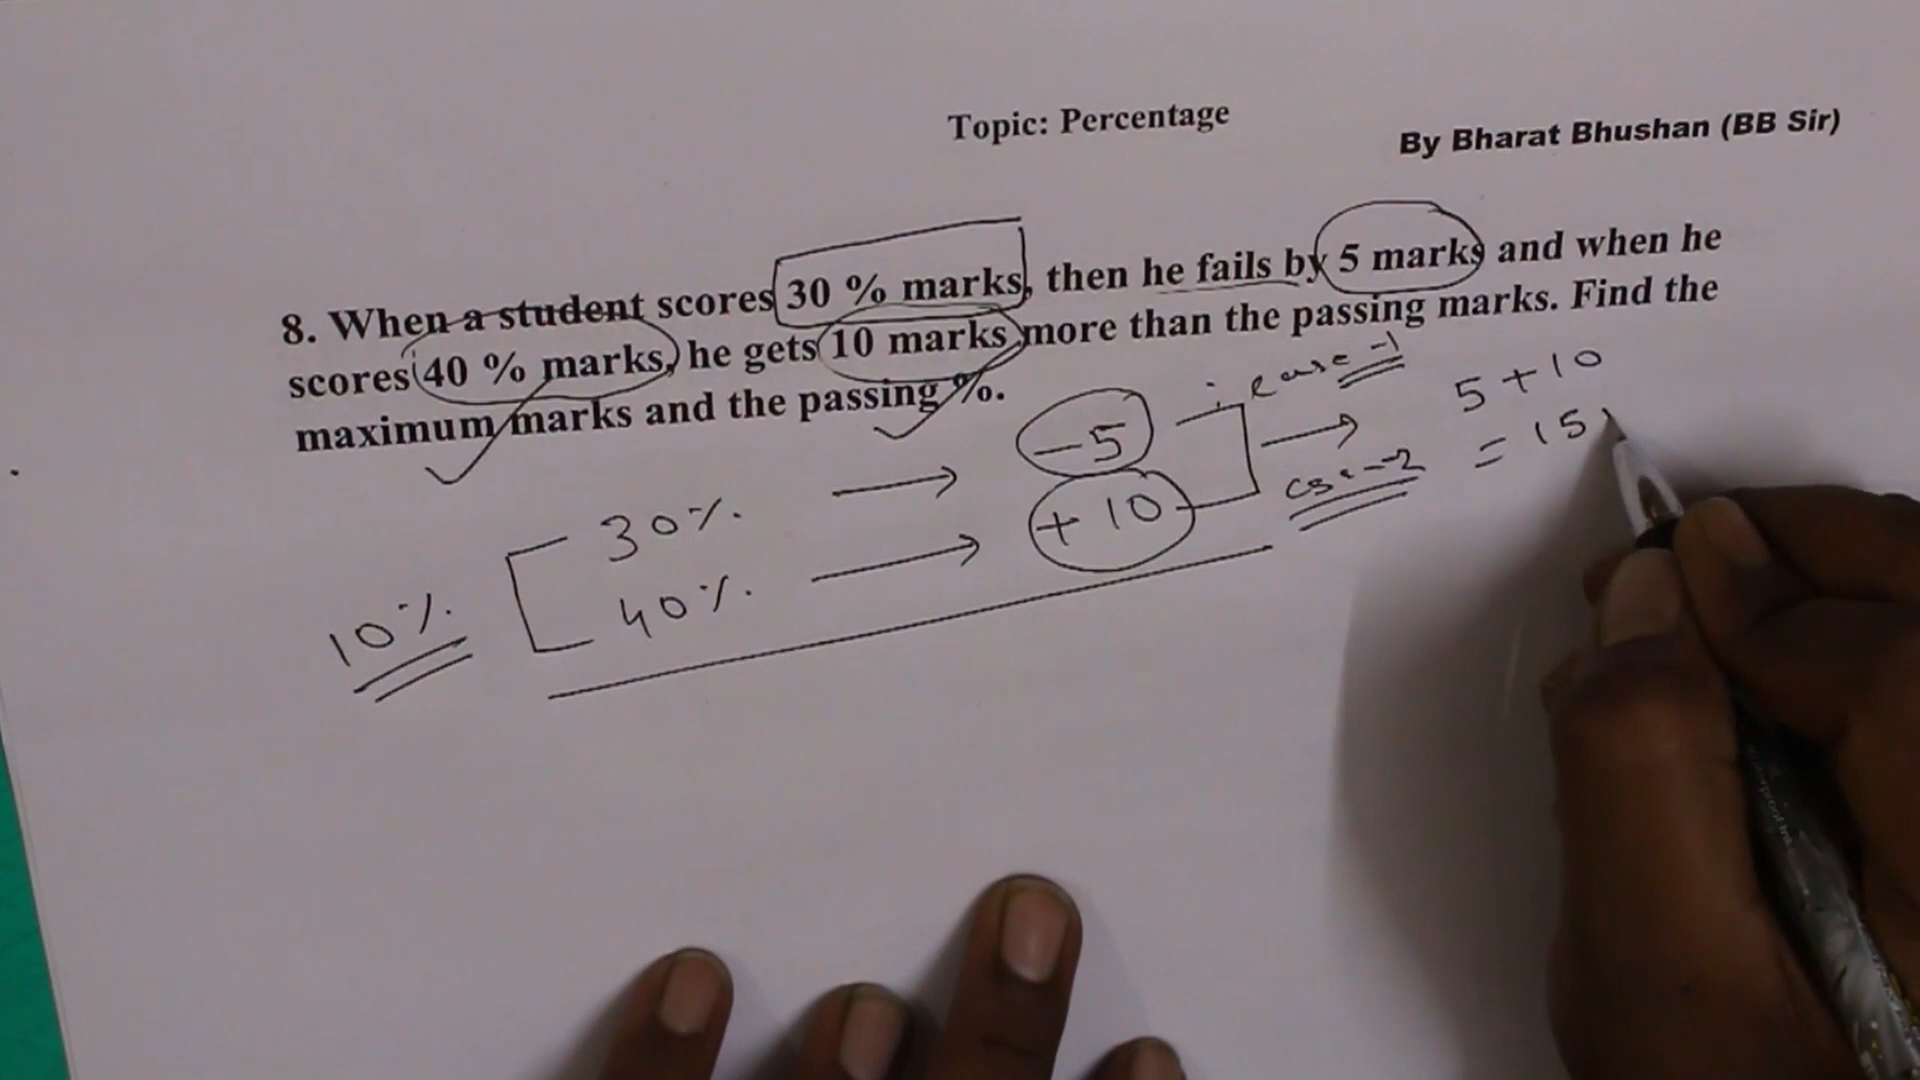 Topic: Percentage
By Bharat Bhushan (BB Sir)
8. When a student scores 30 % marks, then he fails by 5 marks and when he
scores 40 % marks, he gets 10 marks more than the passing marks. Find the
maximum marks and the passing %.
30% → -5 case-1
40% → +10 case-2
10%
→ 5 + 10
= 15